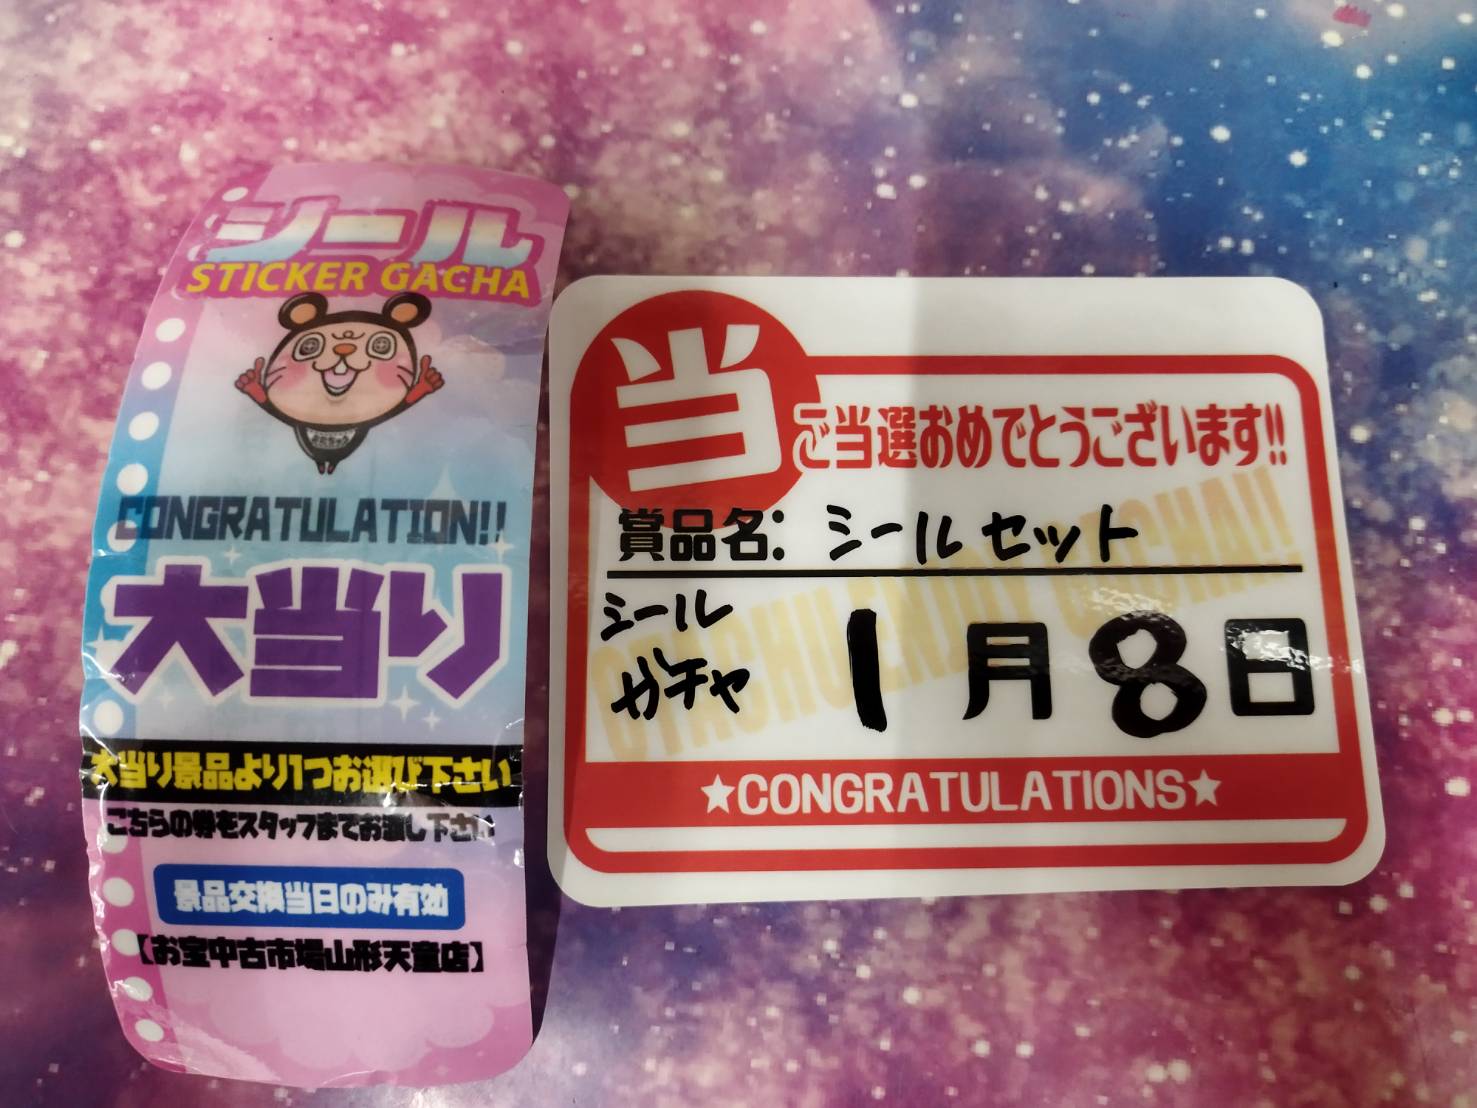 シール
STICKER GACHA
CONGRATULATION!!
大当り
大当り景品より1つお選び下さい
こちらの券をスタッフまでお渡し下さい
景品交換当日のみ有効
【お宝中古市場山形天童店】
当
ご当選おめでとうございます!!
賞品名: シールセット
シール
ガチャ
1月8日
★CONGRATULATIONS★